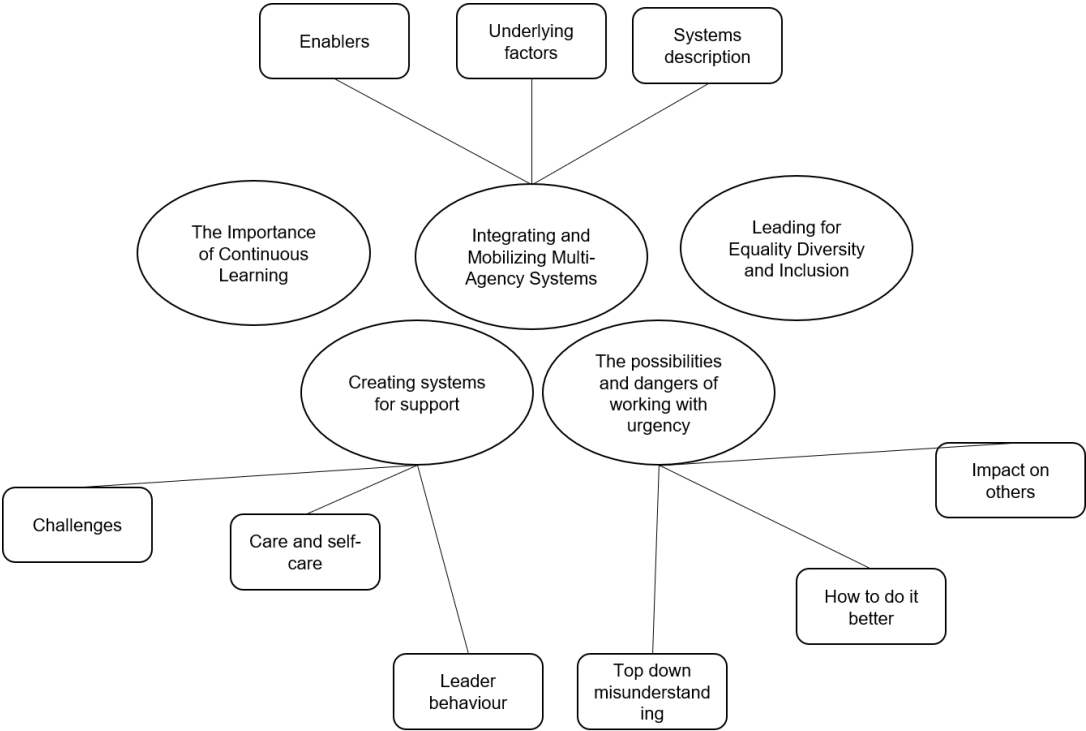 Enablers
Underlying
factors
Systems
description
The Importance
of Continuous
Learning
Integrating and
Mobilizing Multi-
Agency Systems
Leading for
Equality Diversity
and Inclusion
Creating systems
for support
The possibilities
and dangers of
working with
urgency
Challenges
Care and self-
care
Leader
behaviour
Top down
misunderstand
ing
How to do it
better
Impact on
others